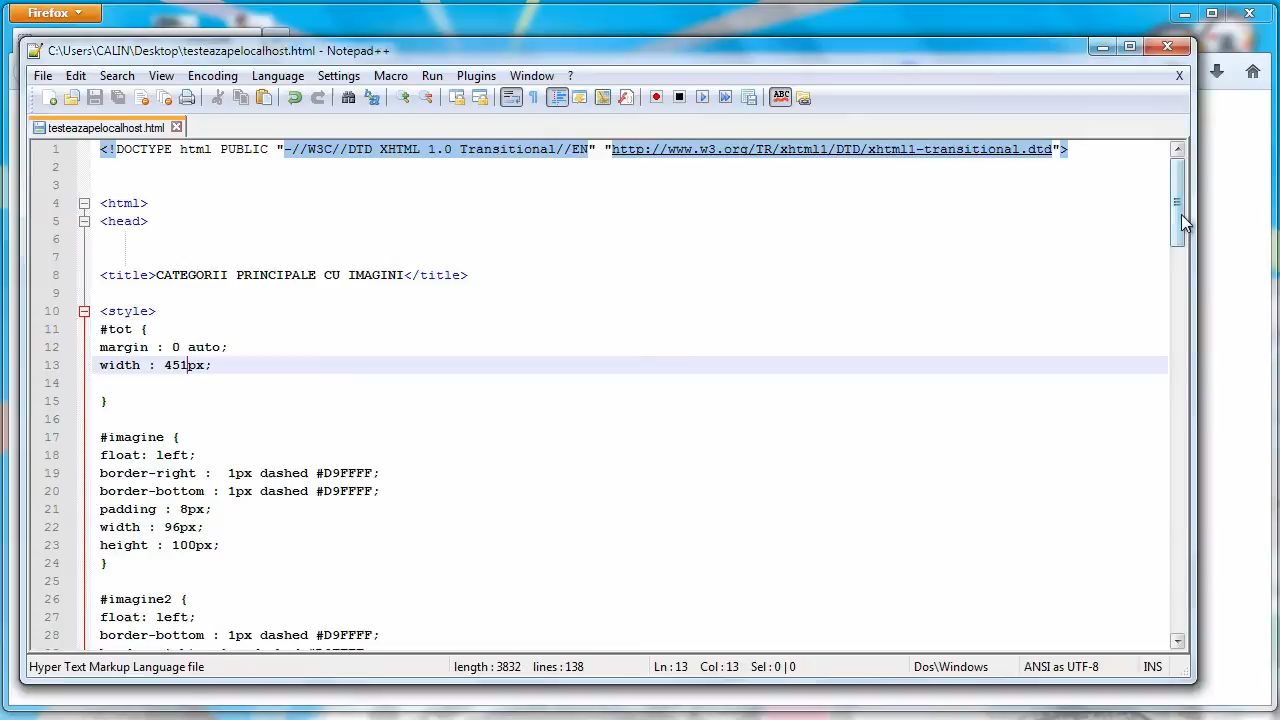 Firefox
C:\Users\CALIN\Desktop\testeazapelocalhost.html - Notepad++
File Edit Search View Encoding Language Settings Macro Run Plugins Window ? X
ABC
testeazapelocalhost.html
1 <!DOCTYPE html PUBLIC "-//W3C//DTD XHTML 1.0 Transitional//EN" "http://www.w3.org/TR/xhtml1/DTD/xhtml1-transitional.dtd">
2
3
4 <html>
5 <head>
6
7
8 <title>CATEGORII PRINCIPALE CU IMAGINI</title>
9
10 <style>
11 #tot {
12 margin : 0 auto;
13 width : 451px;
14
15 }
16
17 #imagine {
18 float: left;
19 border-right :  1px dashed #D9FFFF;
20 border-bottom : 1px dashed #D9FFFF;
21 padding : 8px;
22 width : 96px;
23 height : 100px;
24 }
25
26 #imagine2 {
27 float: left;
28 border-bottom : 1px dashed #D9FFFF;
Hyper Text Markup Language file length : 3832 lines : 138 Ln : 13 Col : 13 Sel : 0 | 0 Dos\Windows ANSI as UTF-8 INS